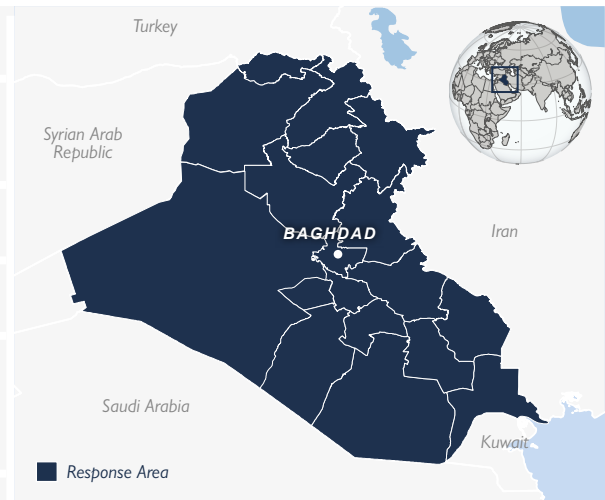 Turkey
Syrian Arab
Republic
BAGHDAD
Iran
Saudi Arabia
Kuwait
Response Area